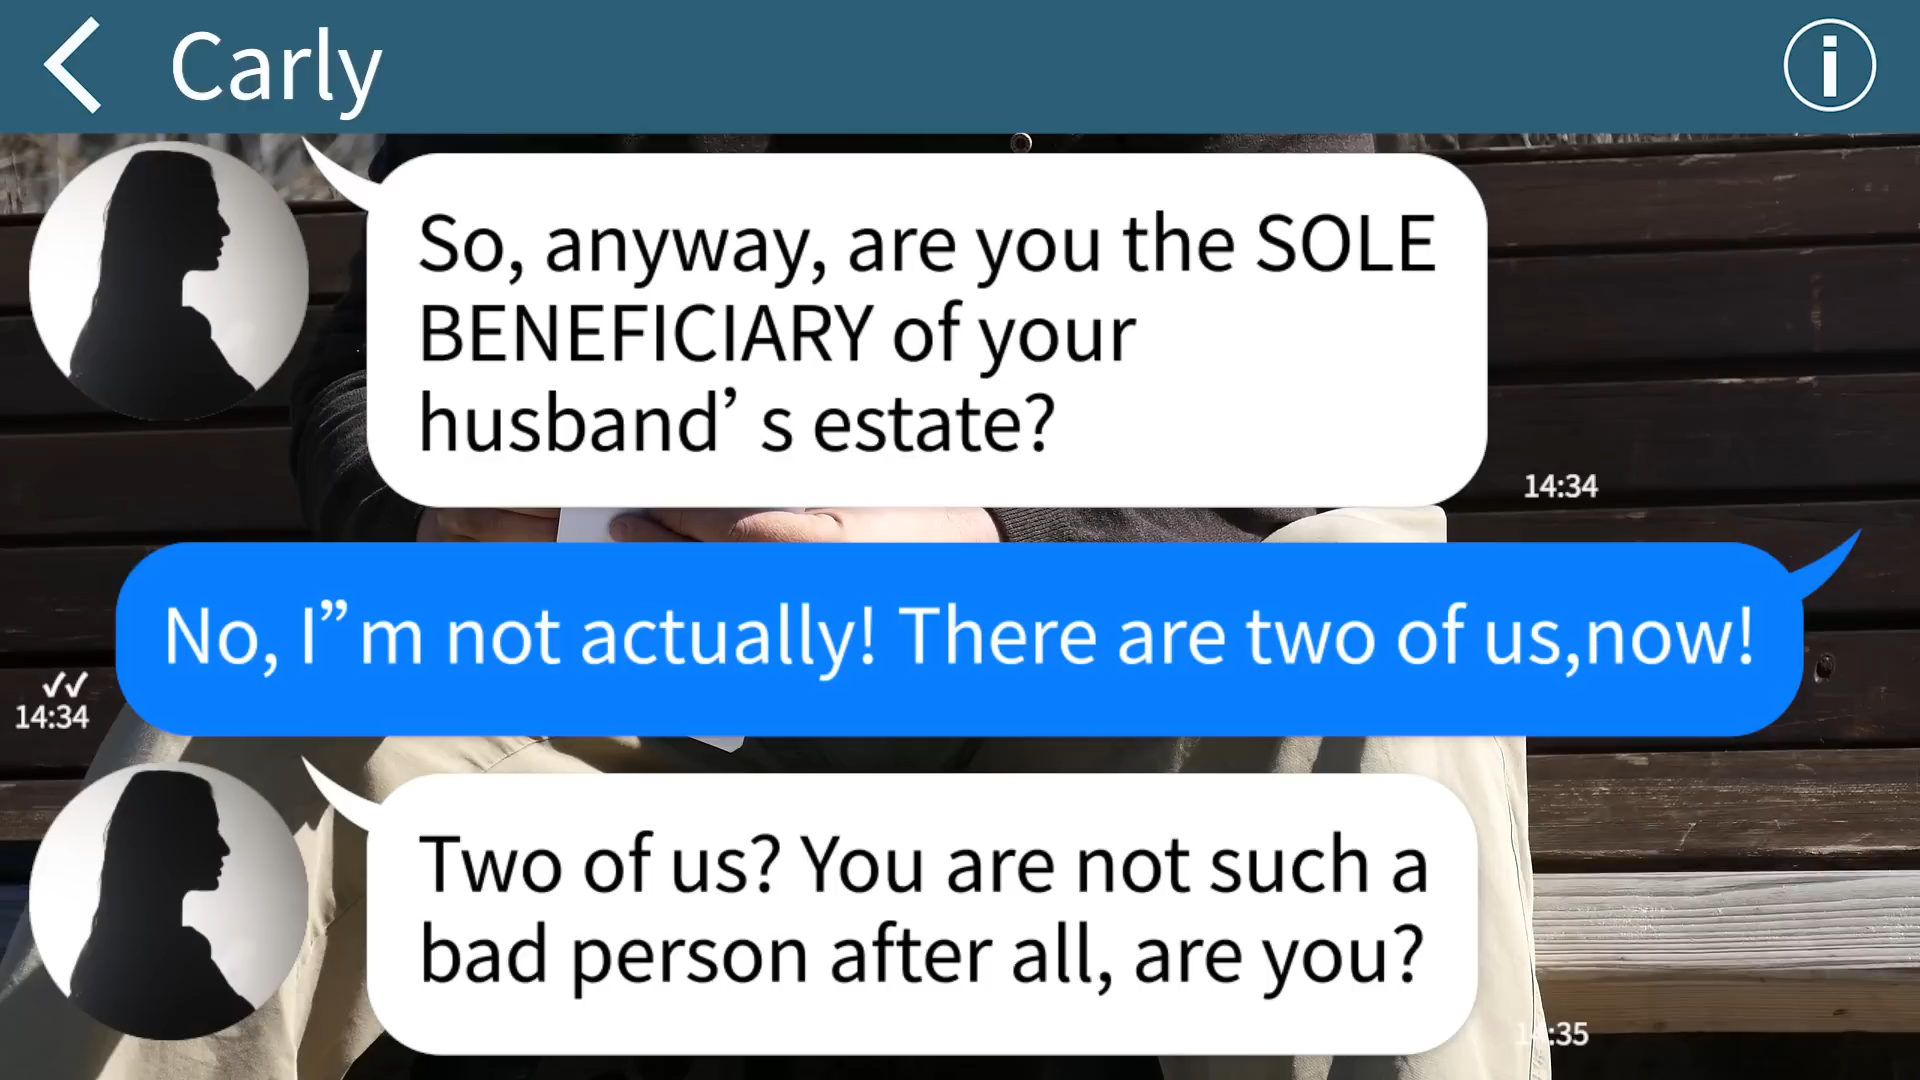 Carly
So, anyway, are you the SOLE
BENEFICIARY of your
husband’ s estate?
14:34
No, I”m not actually! There are two of us,now!
14:34
Two of us? You are not such a
bad person after all, are you?
14:35